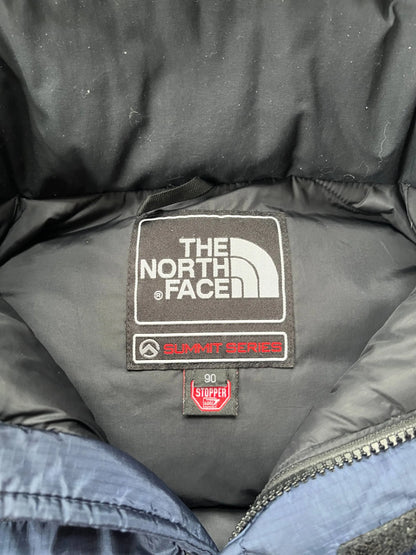 THE
NORTH
® FACE
SUMMIT SERIES
90
STOPPER